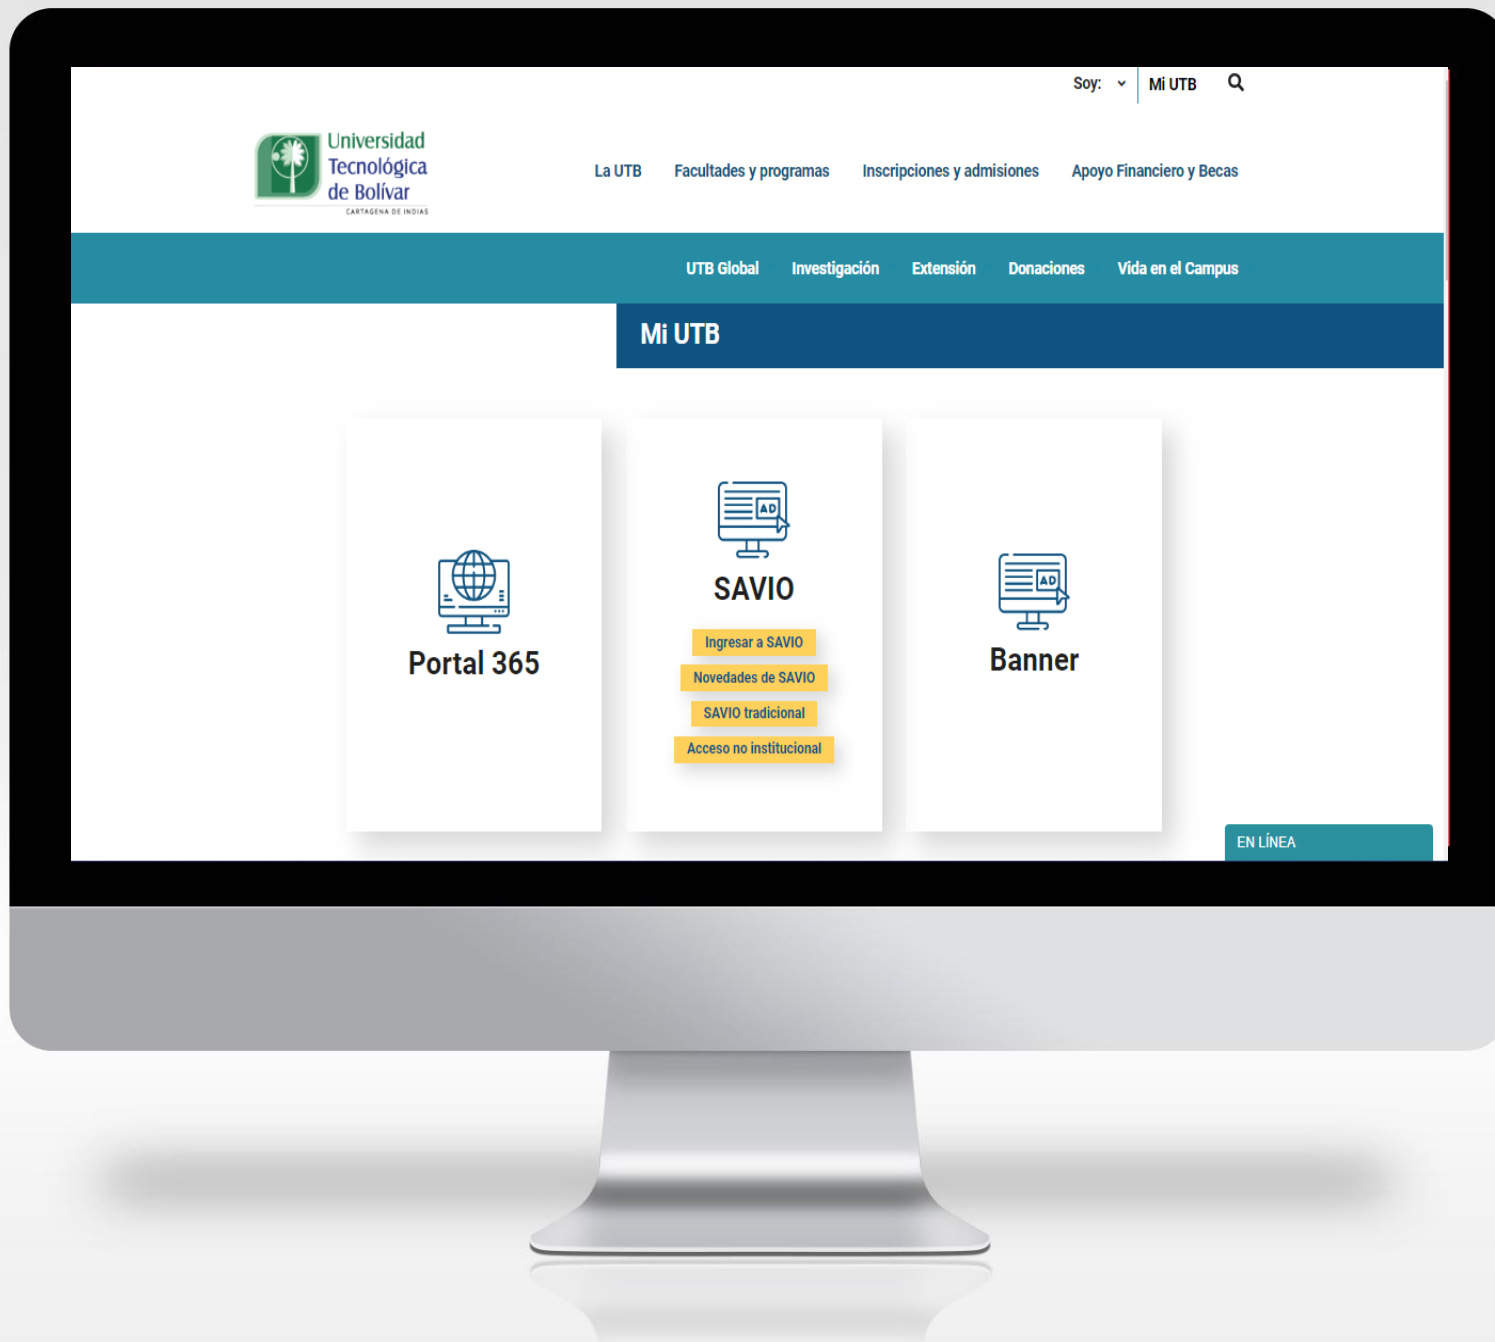 Soy:
Mi UTB
Universidad
Tecnológica
de Bolívar
CARTAGENA DE INDIAS
La UTB
Facultades y programas
Inscripciones y admisiones
Apoyo Financiero y Becas
UTB Global
Investigación
Extensión
Donaciones
Vida en el Campus
Mi UTB
Portal 365
AD
SAVIO
Ingresar a SAVIO
Novedades de SAVIO
SAVIO tradicional
Acceso no institucional
AD
Banner
EN LÍNEA